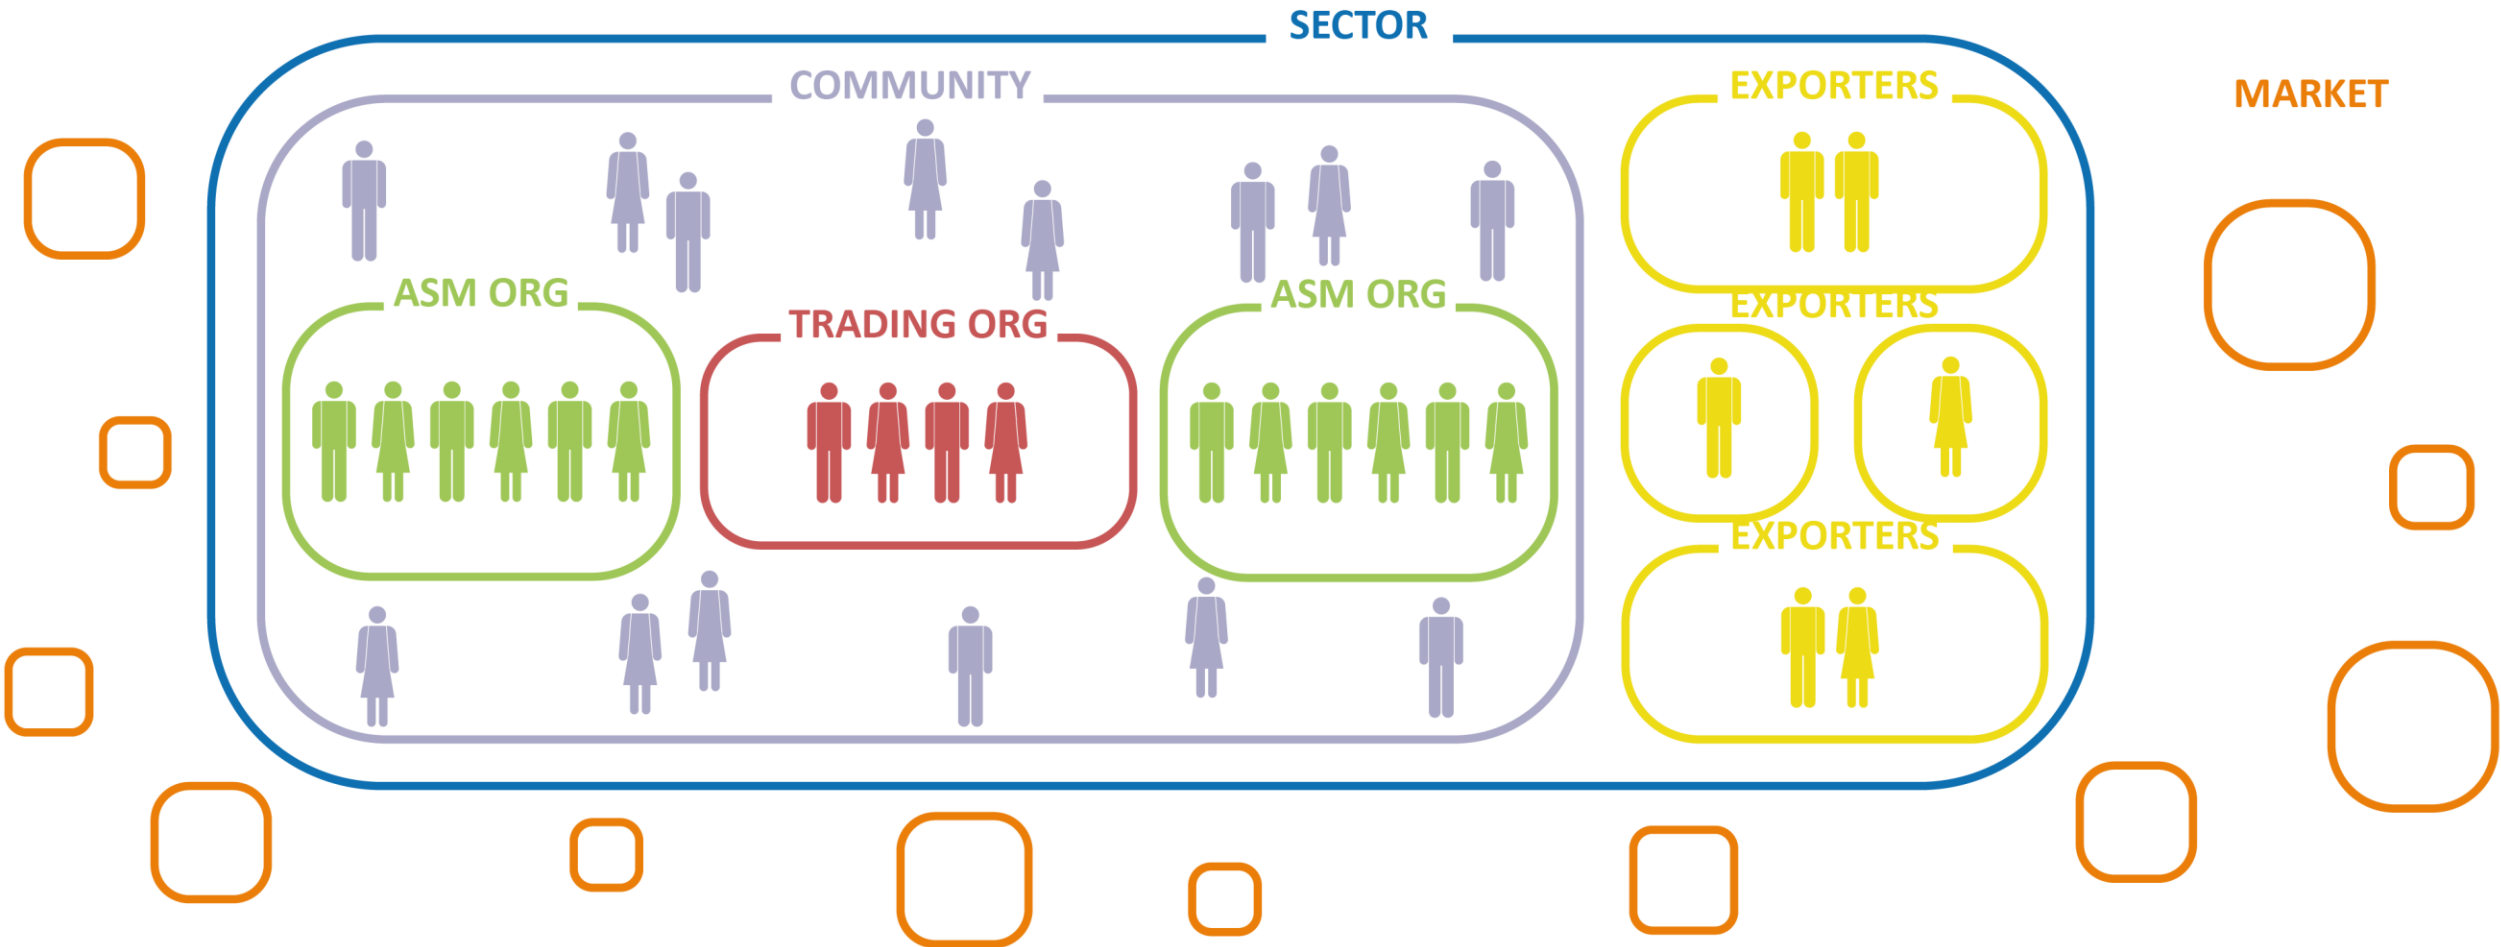 SECTOR
COMMUNITY
EXPORTERS
MARKET
ASM ORG
TRADING ORG
ASM ORG
EXPORTERS
EXPORTERS